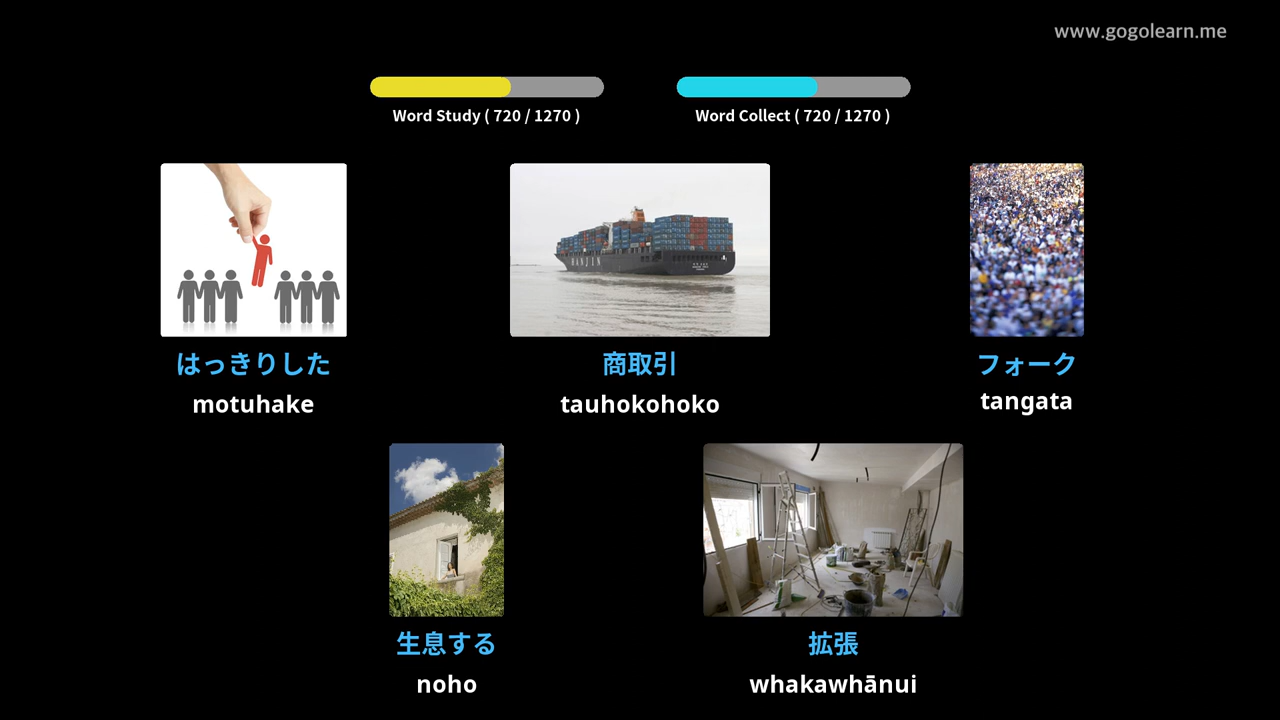 www.gogolearn.me
Word Study ( 720 / 1270 )
Word Collect ( 720 / 1270 )
はっきりした
motuhake
商取引
tauhokohoko
フォーク
tangata
生息する
noho
拡張
whakawhānui
HANJIN